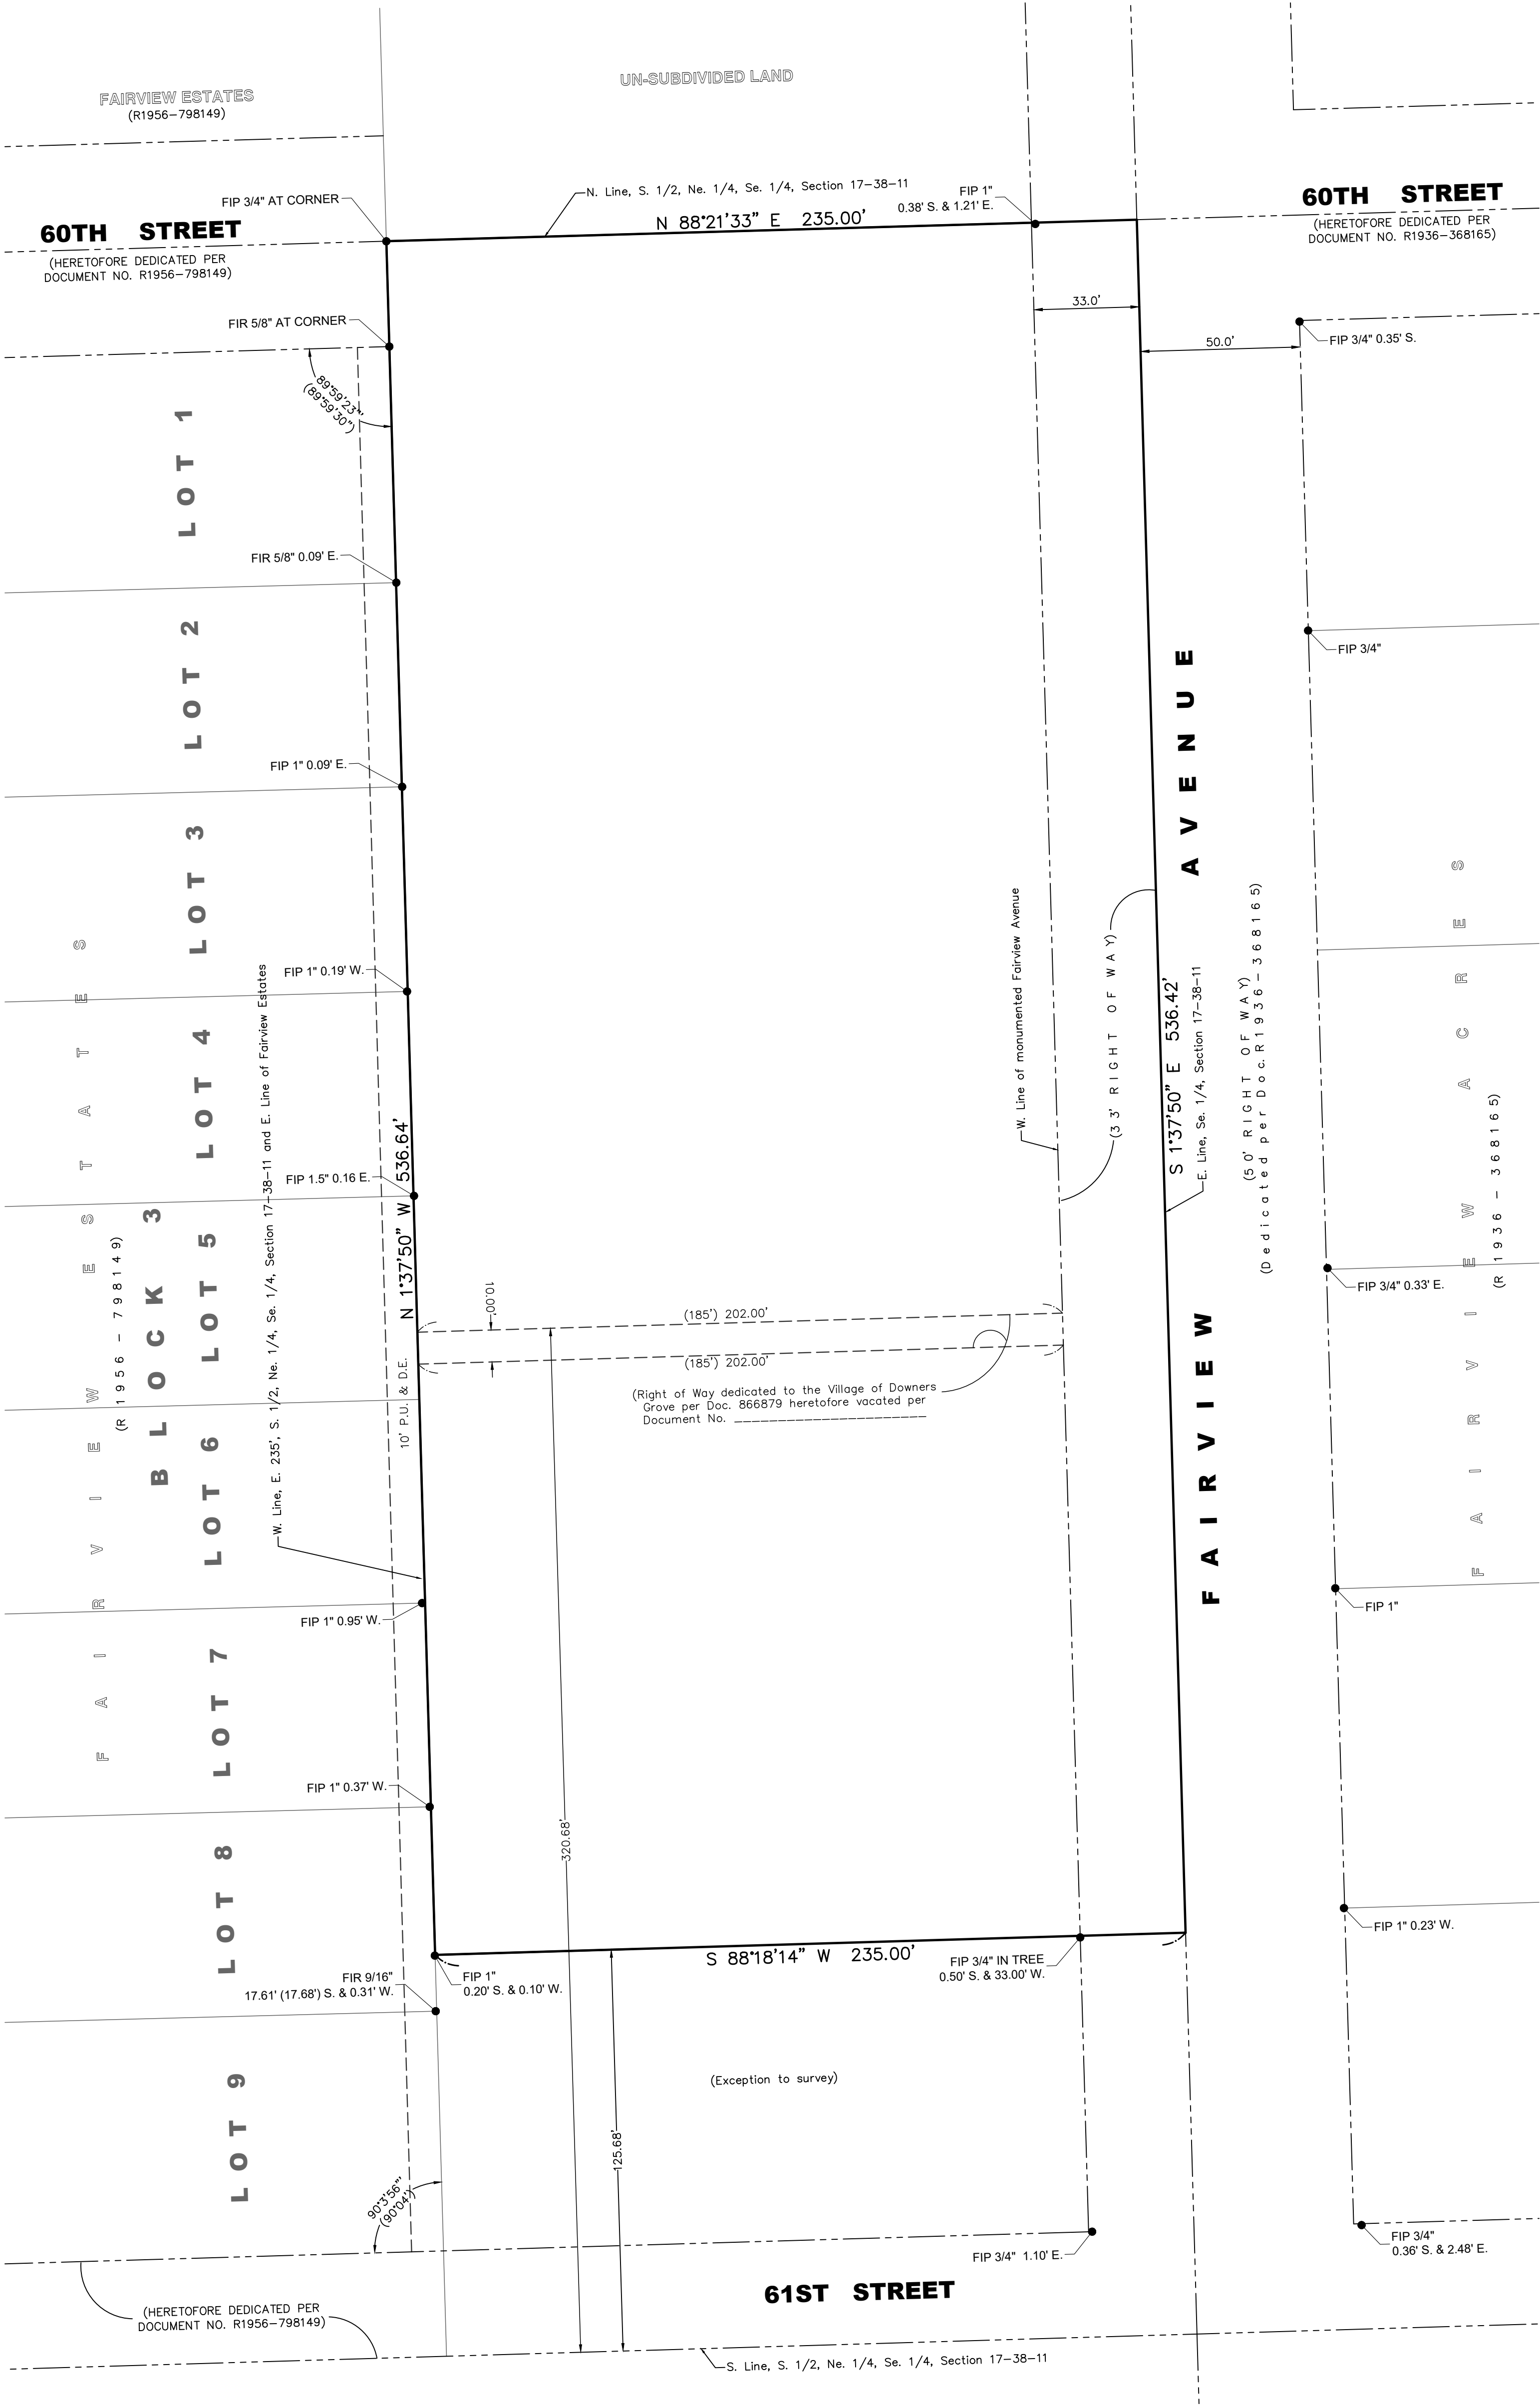 UN-SUBDIVIDED LAND
FAIRVIEW ESTATES
(R1956-798149)
FIP 3/4" AT CORNER
N. Line, S. 1/2, Ne. 1/4, Se. 1/4, Section 17-38-11
FIP 1"
0.38' S. & 1.21' E.
N 88°21'33" E 235.00'
60TH STREET
(HERETOFORE DEDICATED PER
DOCUMENT NO. R1956-798149)
60TH STREET
(HERETOFORE DEDICATED PER
DOCUMENT NO. R1936-368165)
33.0'
50.0'
FIR 5/8" AT CORNER
FIP 3/4" 0.35' S.
89°59'23"'
(89°59'30")
LOT 1
FIR 5/8" 0.09' E.
LOT 2
FIP 3/4"
FIP 1" 0.09' E.
LOT 3
FIP 1" 0.19' W.
LOT 4
FIP 1.5" 0.16 E.
LOT 5
LOT 6
FIP 1" 0.95' W.
LOT 7
FIP 1" 0.37' W.
LOT 8
LOT 9
FAIRVIEW ESTATES
(R 1956 - 798149)
BLOCK 3
W. Line, E. 235', S. 1/2, Ne. 1/4, Se. 1/4, Section 17-38-11 and E. Line of Fairview Estates
N 1°37'50" W 536.64'
10' P.U. & D.E.
10.00'
(185') 202.00'
(185') 202.00'
(Right of Way dedicated to the Village of Downers
Grove per Doc. 866879 heretofore vacated per
Document No. ______________________
W. Line of monumented Fairview Avenue
(33' RIGHT OF WAY)
S 1°37'50" E 536.42'
E. Line, Se. 1/4, Section 17-38-11
FAIRVIEW AVENUE
(50' RIGHT OF WAY)
(Dedicated per Doc. R1936-368165)
FAIRVIEW ACRES
(R 1936 - 368165)
FIP 3/4" 0.33' E.
FIP 1"
FIP 1" 0.23' W.
320.68'
S 88°18'14" W 235.00'
FIP 3/4" IN TREE
0.50' S. & 33.00' W.
FIR 9/16"
17.61' (17.68') S. & 0.31' W.
FIP 1"
0.20' S. & 0.10' W.
(Exception to survey)
125.68'
90°3'56"'
(90°04')
FIP 3/4" 1.10' E.
FIP 3/4"
0.36' S. & 2.48' E.
61ST STREET
(HERETOFORE DEDICATED PER
DOCUMENT NO. R1956-798149)
S. Line, S. 1/2, Ne. 1/4, Se. 1/4, Section 17-38-11